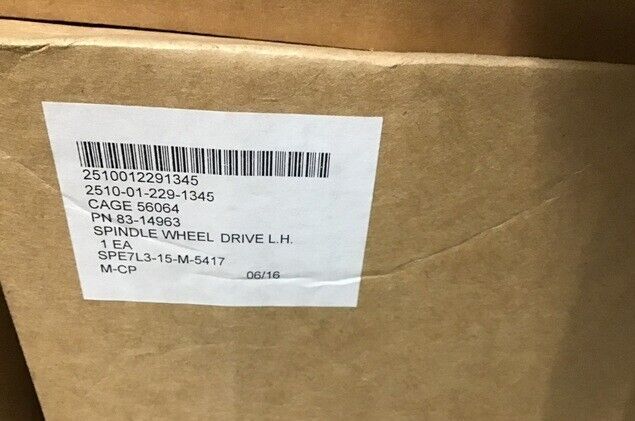 2510012291345
2510-01-229-1345
CAGE 56064
PN 83-14963
SPINDLE WHEEL DRIVE L.H.
1 EA
SPE7L3-15-M-5417
M-CP 06/16